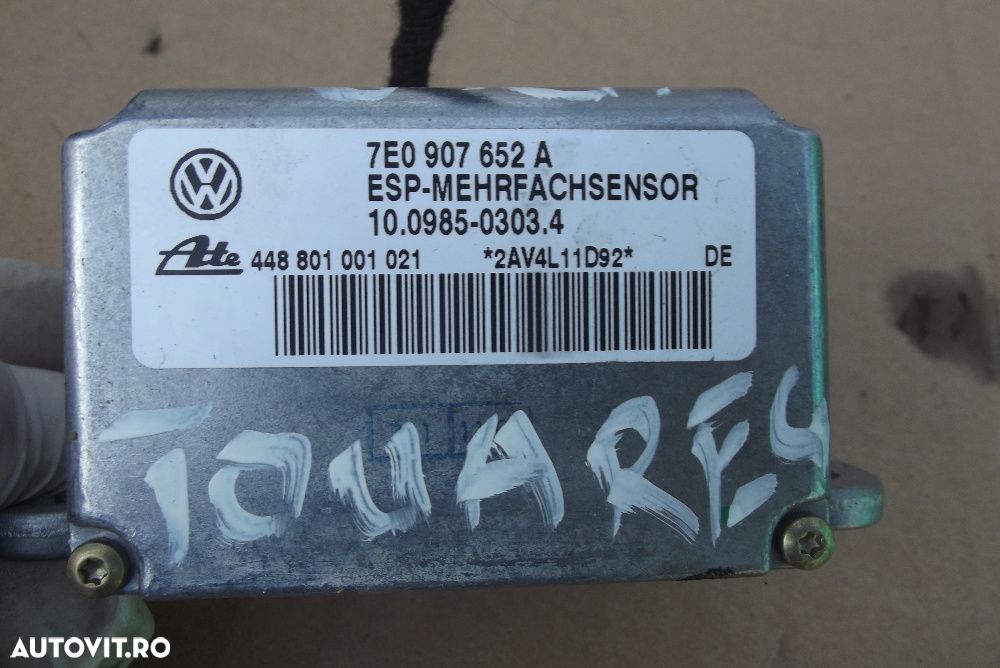 7E0 907 652 A
ESP-MEHRFACHSENSOR
10.0985-0303.4
Ate 448 801 001 021 *2AV4L11D92* DE
TOUAREG
AUTOVIT.RO